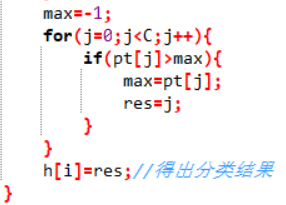 max=-1;
for(j=0;j<C;j++){
if(pt[j]>max){
max=pt[j];
res=j;
}
}
h[i]=res;//得出分类结果
}